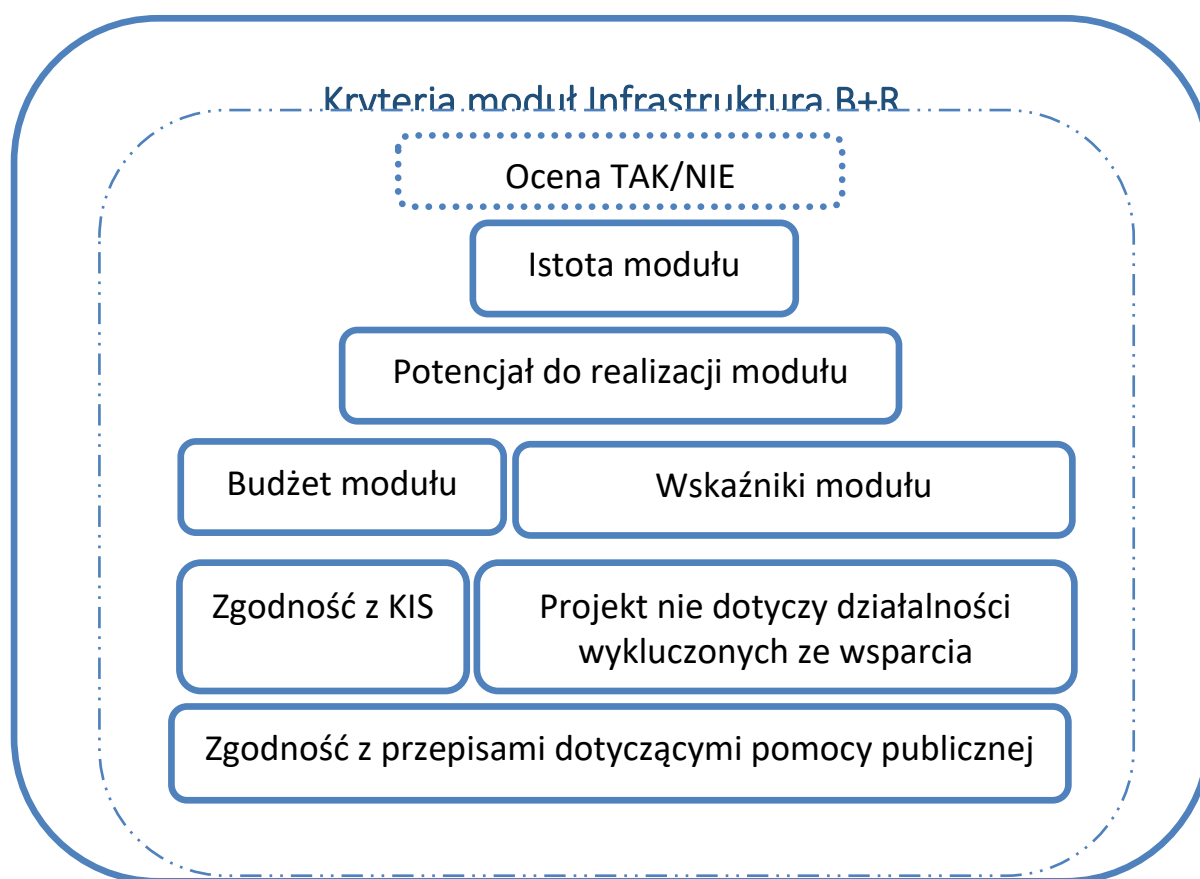 Kryteria moduł Infrastruktura B+R
Ocena TAK/NIE
Istota modułu
Potencjał do realizacji modułu
Budżet modułu
Wskaźniki modułu
Zgodność z KIS
Projekt nie dotyczy działalności
wykluczonych ze wsparcia
Zgodność z przepisami dotyczącymi pomocy publicznej